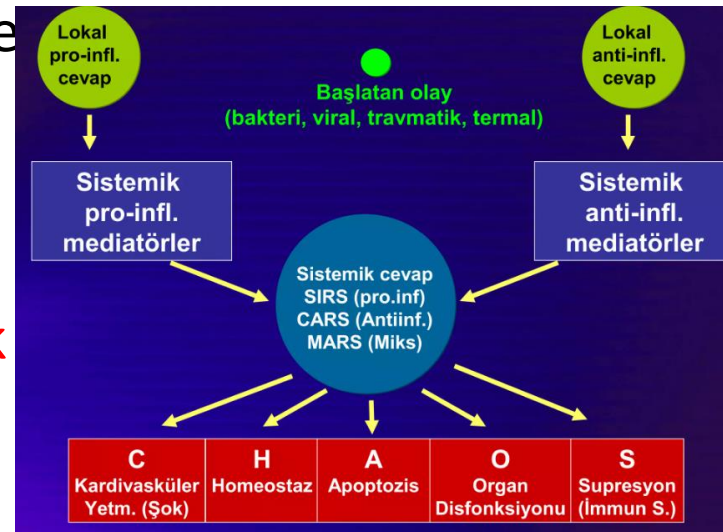 e
Lokal
pro-infl.
cevap
Lokal
anti-infl.
cevap
Başlatan olay
(bakteri, viral, travmatik, termal)
Sistemik
pro-infl.
mediatörler
Sistemik
anti-infl.
mediatörler
Sistemik cevap
SIRS (pro.inf)
CARS (Antiinf.)
MARS (Miks)
k
C
Kardivasküler
Yetm. (Şok)
H
Homeostaz
A
Apoptozis
O
Organ
Disfonksiyonu
S
Supresyon
(İmmun S.)